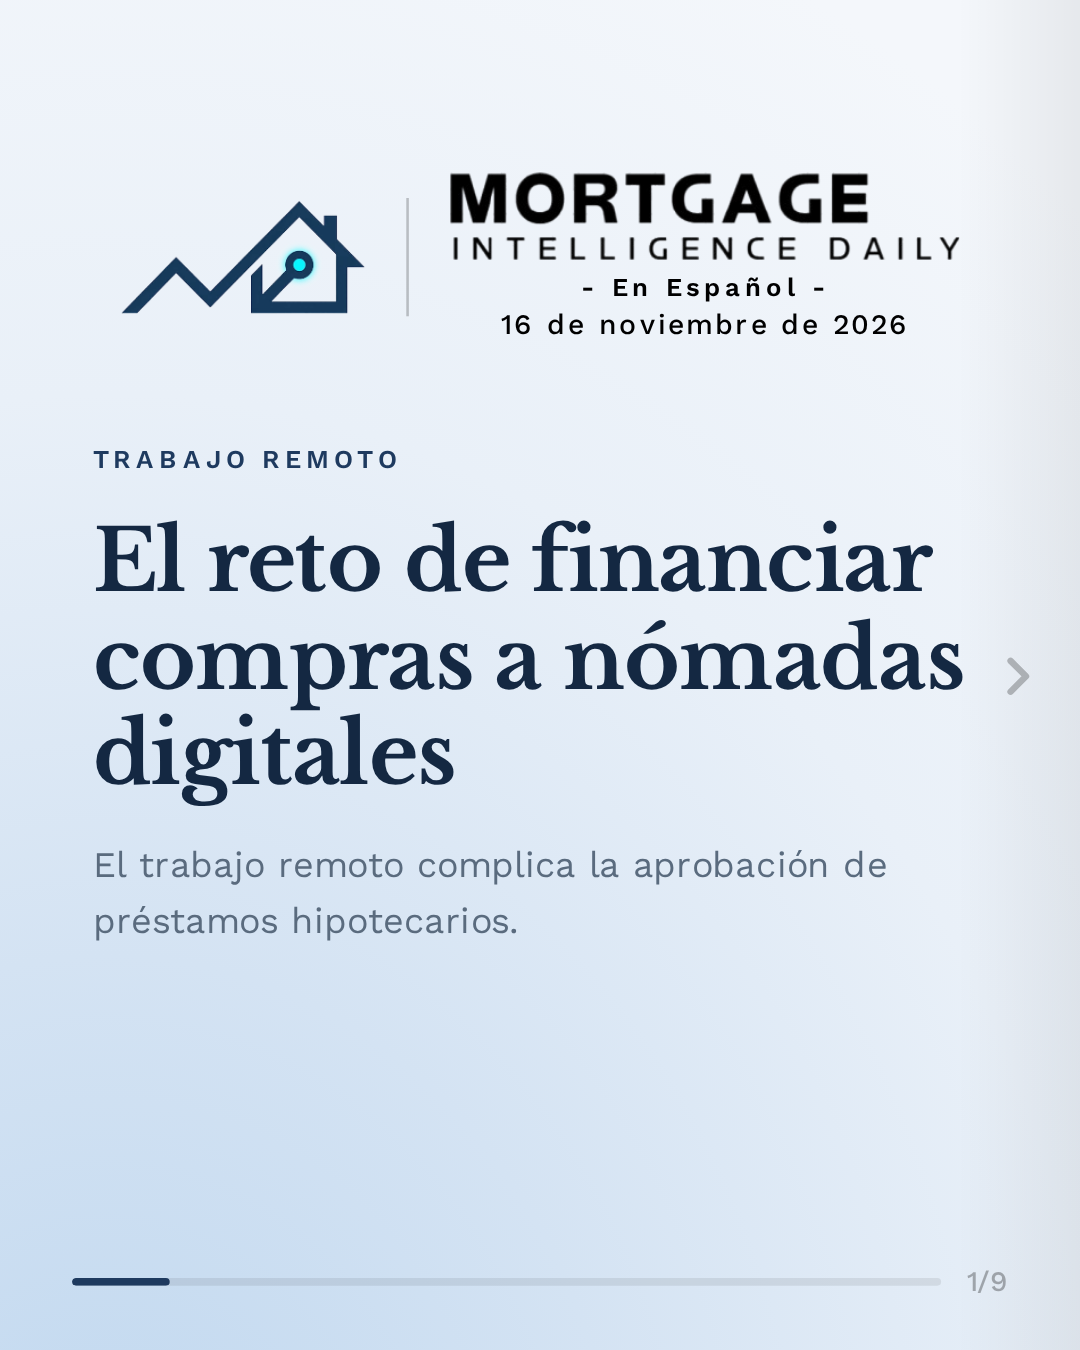 MORTGAGE
INTELLIGENCE DAILY
- En Español -
16 de noviembre de 2026
TRABAJO REMOTO
El reto de financiar
compras a nómadas
digitales
El trabajo remoto complica la aprobación de
préstamos hipotecarios.
1/9